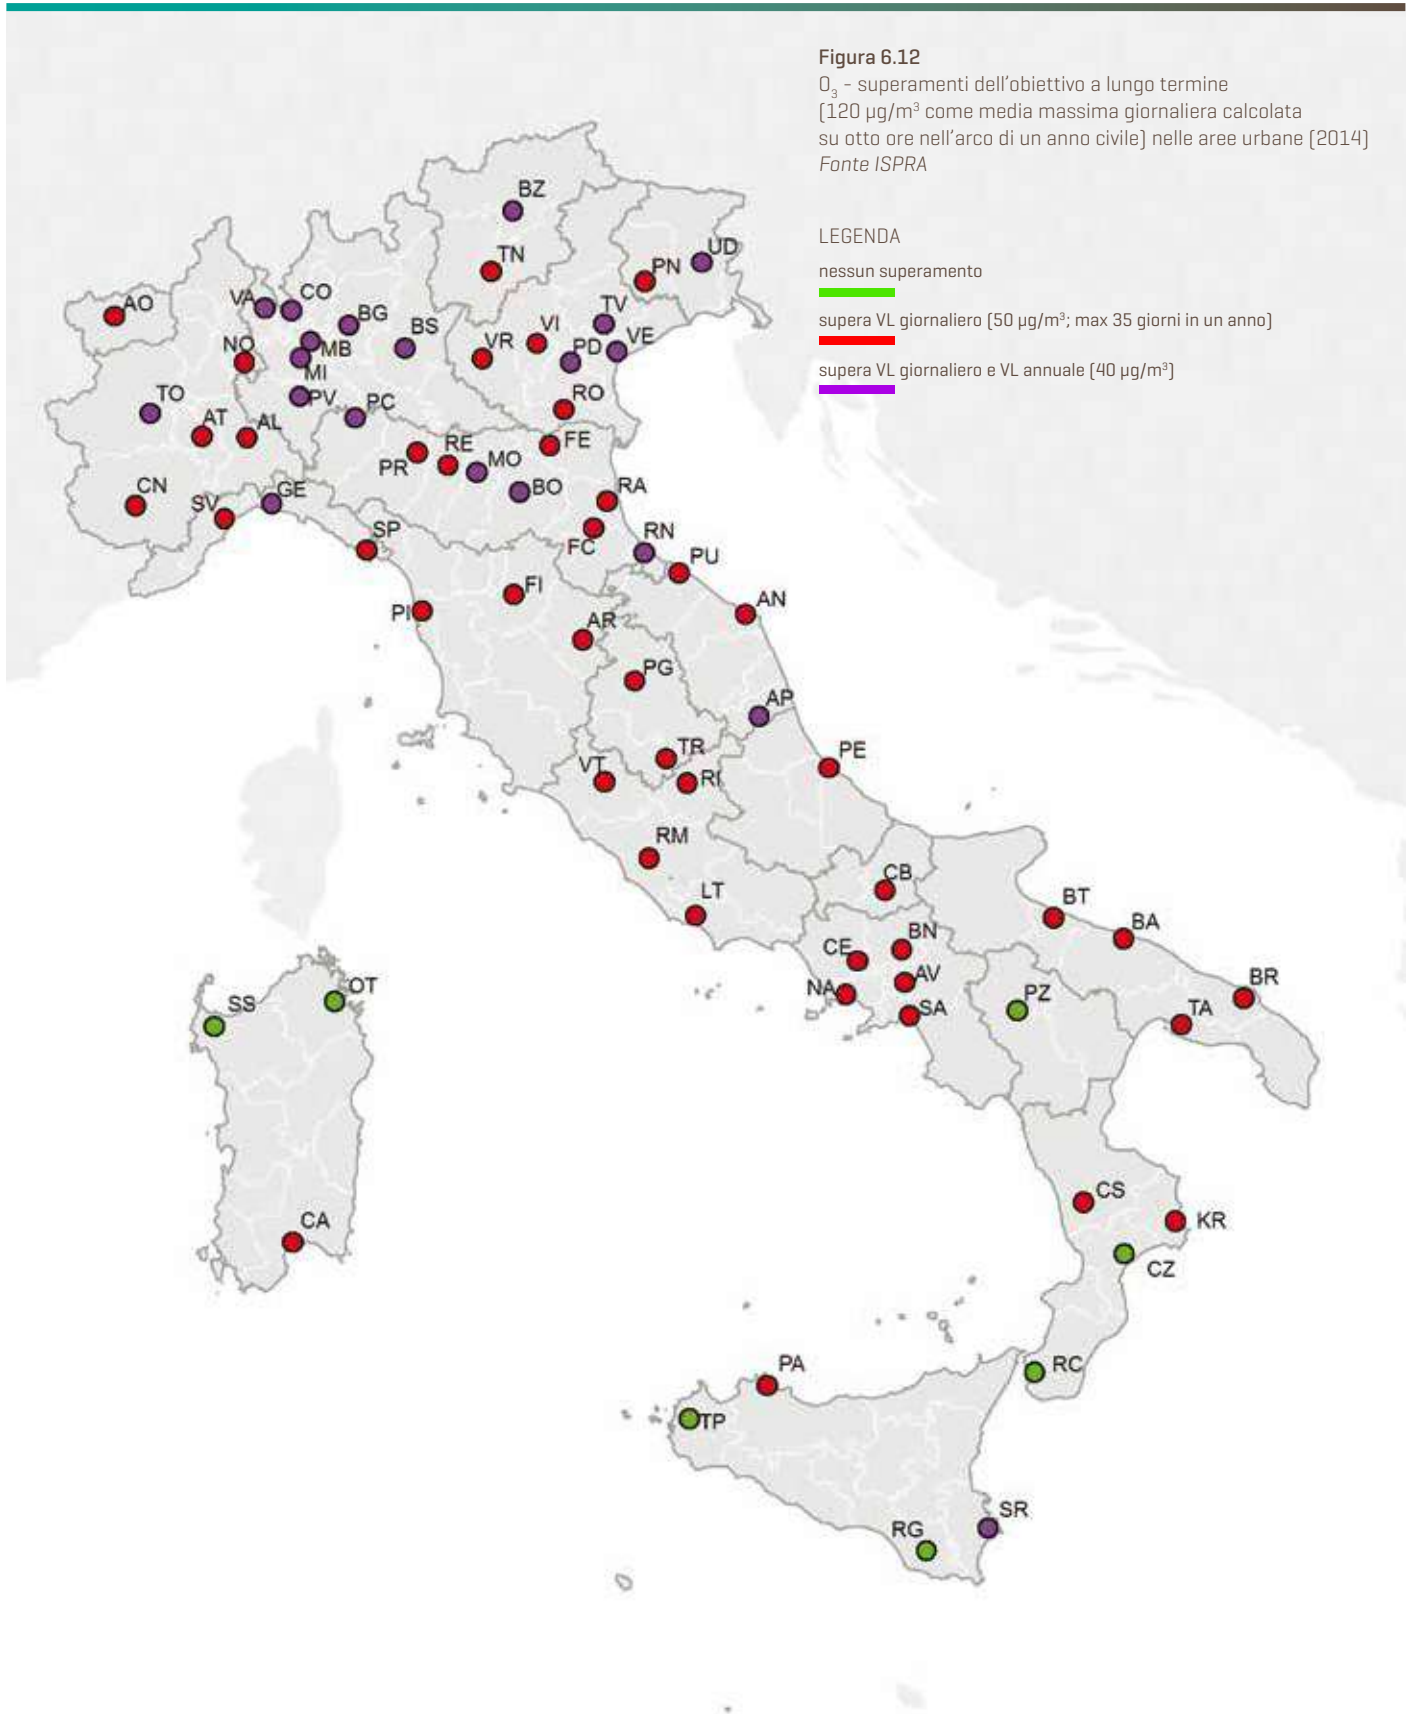 Figura 6.12
O₃ - superamenti dell'obiettivo a lungo termine
(120 µg/m³ come media massima giornaliera calcolata
su otto ore nell'arco di un anno civile) nelle aree urbane (2014)
Fonte ISPRA
LEGENDA
nessun superamento
supera VL giornaliero (50 µg/m³; max 35 giorni in un anno)
supera VL giornaliero e VL annuale (40 µg/m³)
BZ
TN
UD
PN
AO
VA
CO
BG
BS
TV
VE
VI
VR
PD
NO
MB
MI
PV
PC
RO
TO
AT
AL
FE
RE
PR
MO
BO
CN
SV
GE
RA
SP
FC
RN
PU
FI
PI
AN
AR
PG
AP
TR
VT
RI
PE
RM
CB
LT
BT
BA
BN
CE
AV
NA
SA
PZ
BR
TA
SS
OT
CA
CS
KR
CZ
RC
PA
TP
SR
RG